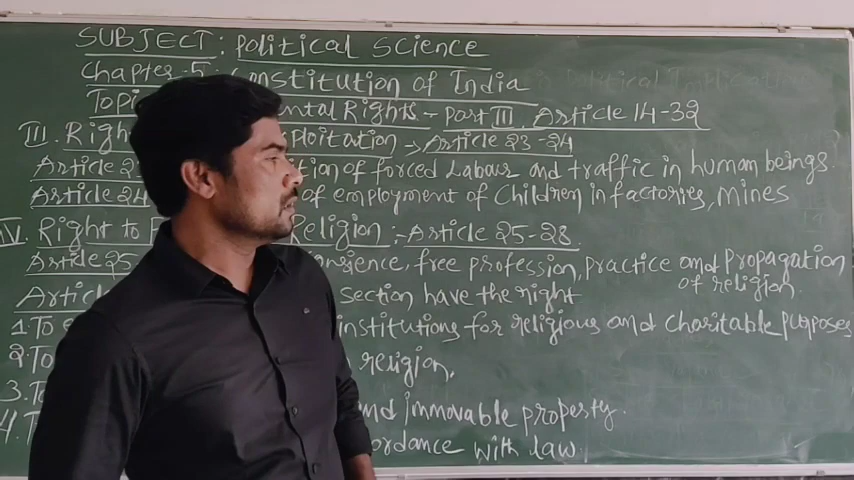 SUBJECT: Political Science
Chapter-5 Constitution of India
Topi ental Rights - Part III. Article 14-32
III. Righ ploitation → Article 23-24
Article 2 ition of forced Labour and traffic in human beings.
Article 24 of employment of Children in factories, Mines
IV. Right to F Religion :- Article 25-28
Article 25 nsience, free profession, practice and propagation of religion.
Artic section have the right
1. To institutions for religious and charitable purposes
2. To religion.
3. To and immovable property.
4. T ordance with law.